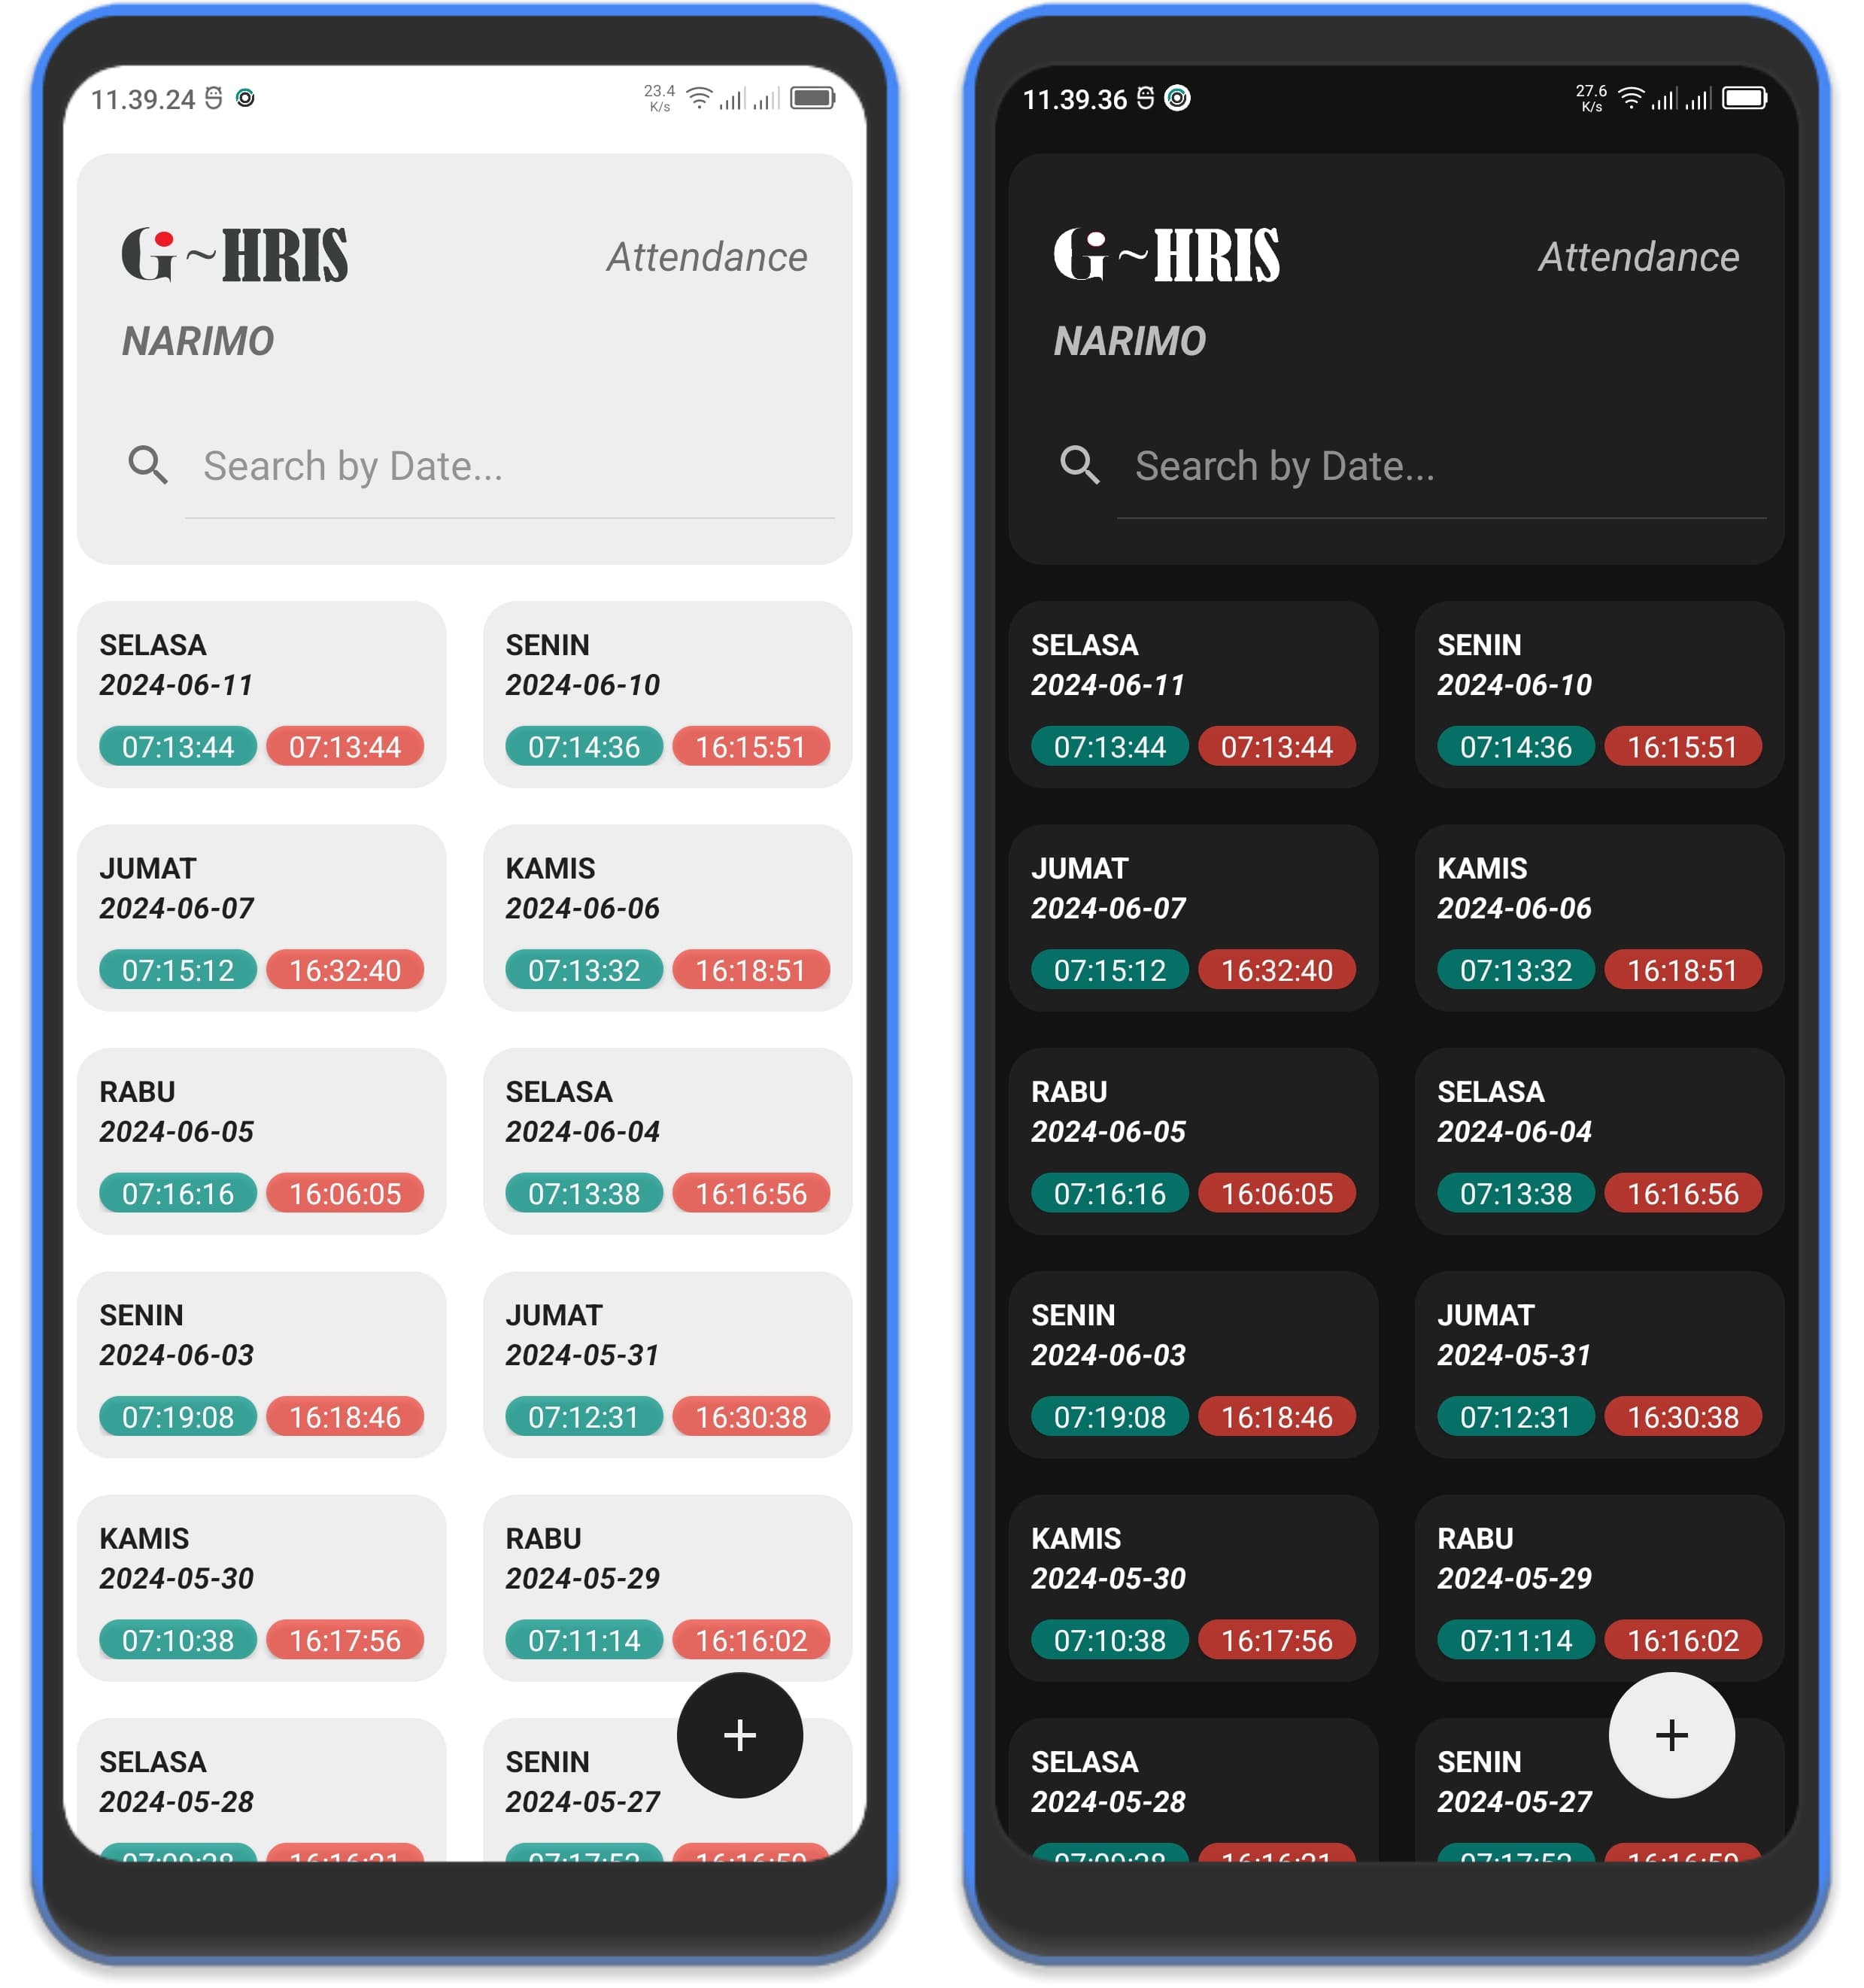 11.39.24 23.4 K/s
G~HRIS Attendance
NARIMO
Search by Date...
SELASA
2024-06-11
07:13:44 07:13:44
SENIN
2024-06-10
07:14:36 16:15:51
JUMAT
2024-06-07
07:15:12 16:32:40
KAMIS
2024-06-06
07:13:32 16:18:51
RABU
2024-06-05
07:16:16 16:06:05
SELASA
2024-06-04
07:13:38 16:16:56
SENIN
2024-06-03
07:19:08 16:18:46
JUMAT
2024-05-31
07:12:31 16:30:38
KAMIS
2024-05-30
07:10:38 16:17:56
RABU
2024-05-29
07:11:14 16:16:02
SELASA
2024-05-28
SENIN
2024-05-27
+
11.39.36 27.6 K/s
G~HRIS Attendance
NARIMO
Search by Date...
SELASA
2024-06-11
07:13:44 07:13:44
SENIN
2024-06-10
07:14:36 16:15:51
JUMAT
2024-06-07
07:15:12 16:32:40
KAMIS
2024-06-06
07:13:32 16:18:51
RABU
2024-06-05
07:16:16 16:06:05
SELASA
2024-06-04
07:13:38 16:16:56
SENIN
2024-06-03
07:19:08 16:18:46
JUMAT
2024-05-31
07:12:31 16:30:38
KAMIS
2024-05-30
07:10:38 16:17:56
RABU
2024-05-29
07:11:14 16:16:02
SELASA
2024-05-28
SENIN
2024-05-27
+